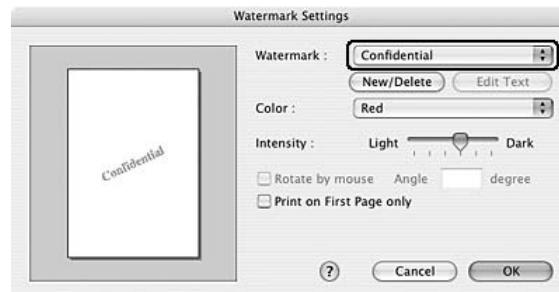 Watermark Settings
Watermark : Confidential
New/Delete Edit Text
Color : Red
Intensity : Light Dark
Confidential
Rotate by mouse Angle degree
Print on First Page only
? Cancel OK